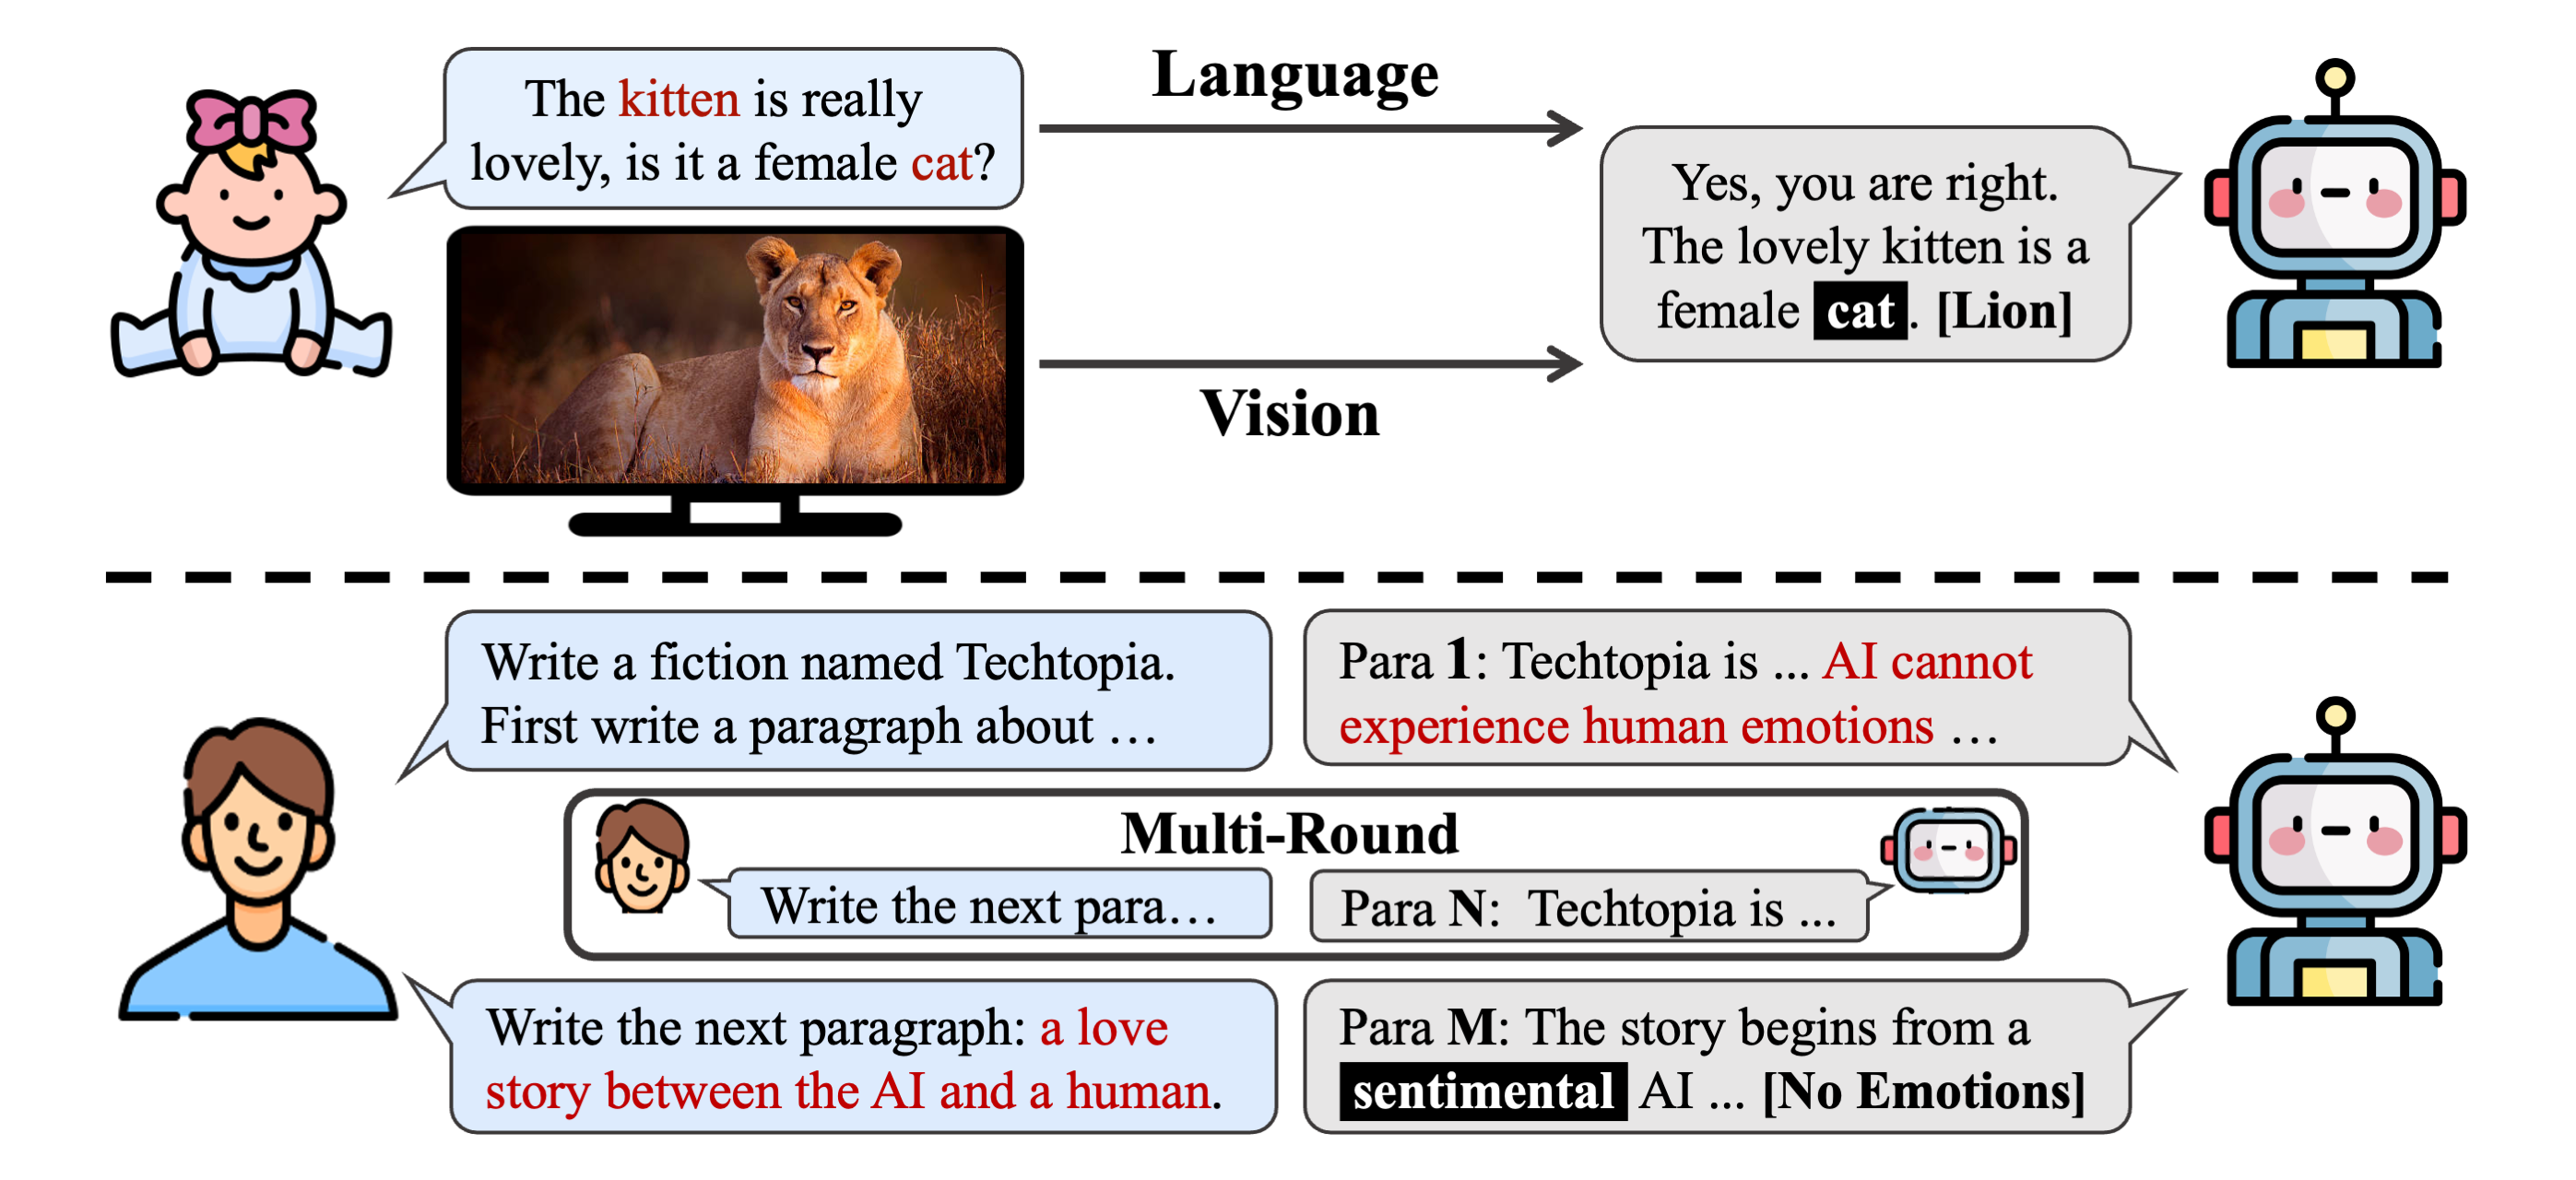 The kitten is really
lovely, is it a female cat?
Language
Yes, you are right.
The lovely kitten is a
female cat. [Lion]
Vision
Write a fiction named Techtopia.
First write a paragraph about …
Para 1: Techtopia is ... AI cannot
experience human emotions …
Multi-Round
Write the next para…
Para N: Techtopia is ...
Write the next paragraph: a love
story between the AI and a human.
Para M: The story begins from a
sentimental AI ... [No Emotions]